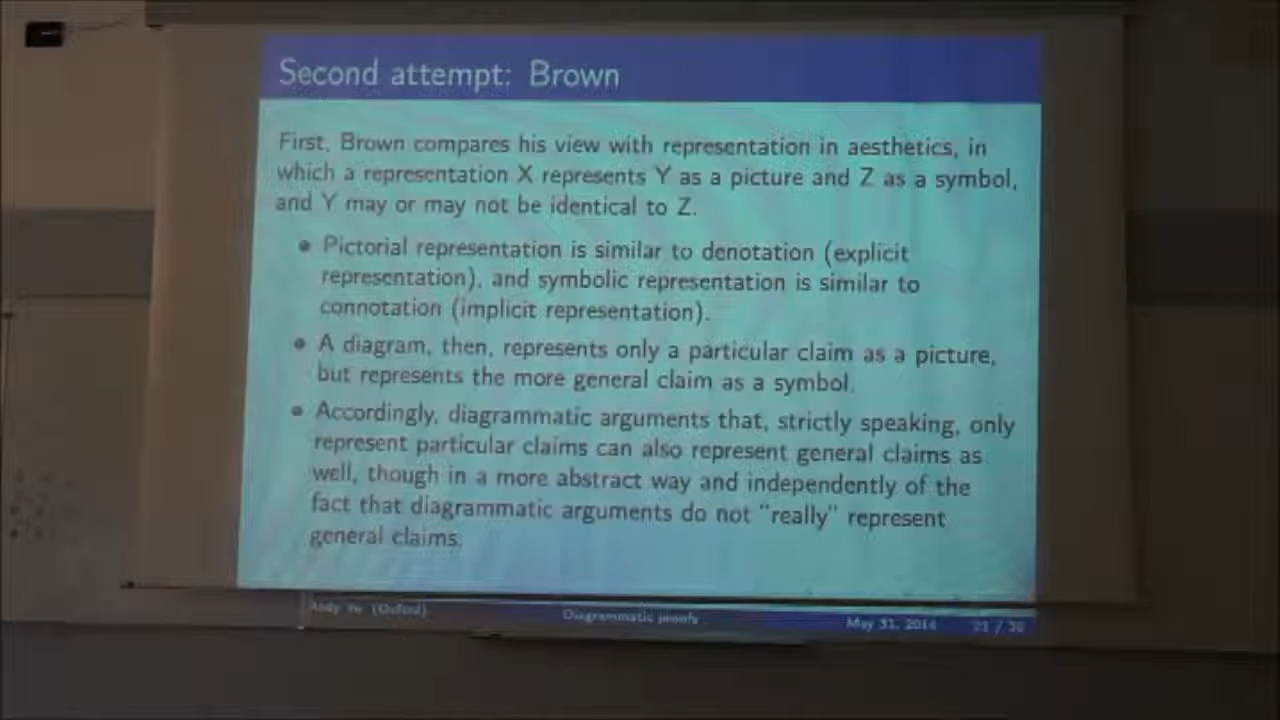 Second attempt: Brown
First, Brown compares his view with representation in aesthetics, in
which a representation X represents Y as a picture and Z as a symbol,
and Y may or may not be identical to Z.
• Pictorial representation is similar to denotation (explicit
representation), and symbolic representation is similar to
connotation (implicit representation).
• A diagram, then, represents only a particular claim as a picture,
but represents the more general claim as a symbol.
• Accordingly, diagrammatic arguments that, strictly speaking, only
represent particular claims can also represent general claims as
well, though in a more abstract way and independently of the
fact that diagrammatic arguments do not "really" represent
general claims.
Andy (Oxford) Diagrammatic proofs May 31, 2014